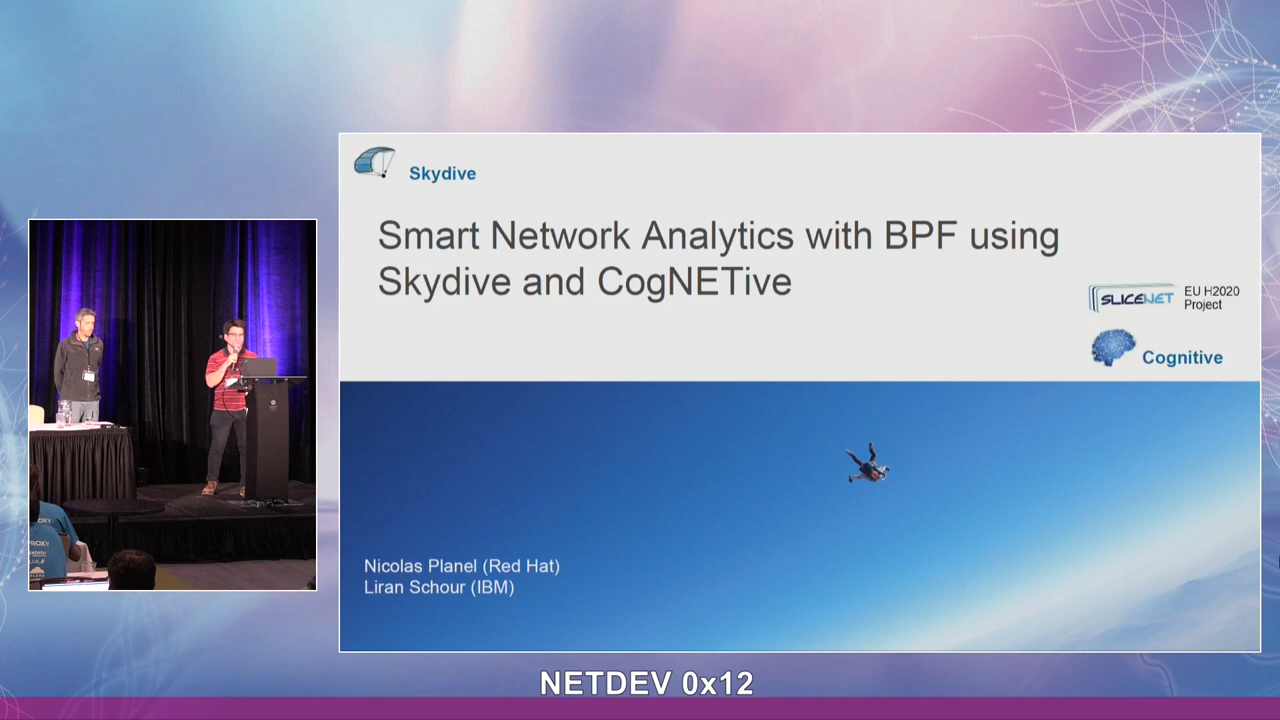 Skydive
Smart Network Analytics with BPF using
Skydive and CogNETive
SLICENET
EU H2020
Project
Cognitive
Nicolas Planel (Red Hat)
Liran Schour (IBM)
NETDEV 0x12